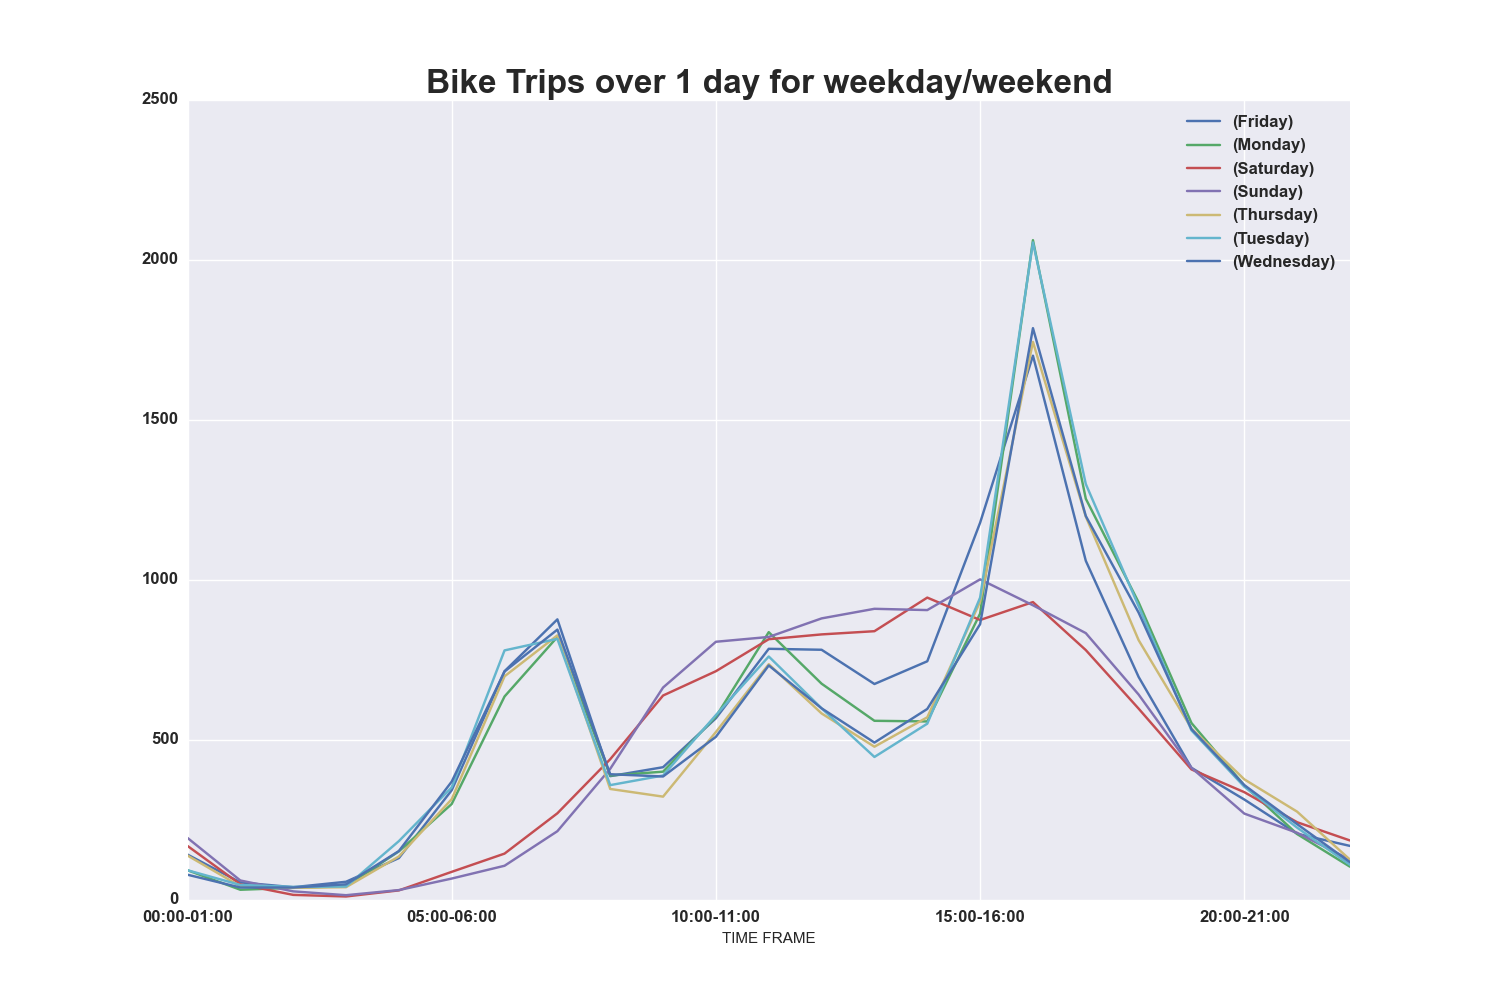 Bike Trips over 1 day for weekday/weekend
2500
2000
1500
1000
500
0
(Friday)
(Monday)
(Saturday)
(Sunday)
(Thursday)
(Tuesday)
(Wednesday)
00:00-01:00 05:00-06:00 10:00-11:00 15:00-16:00 20:00-21:00
TIME FRAME